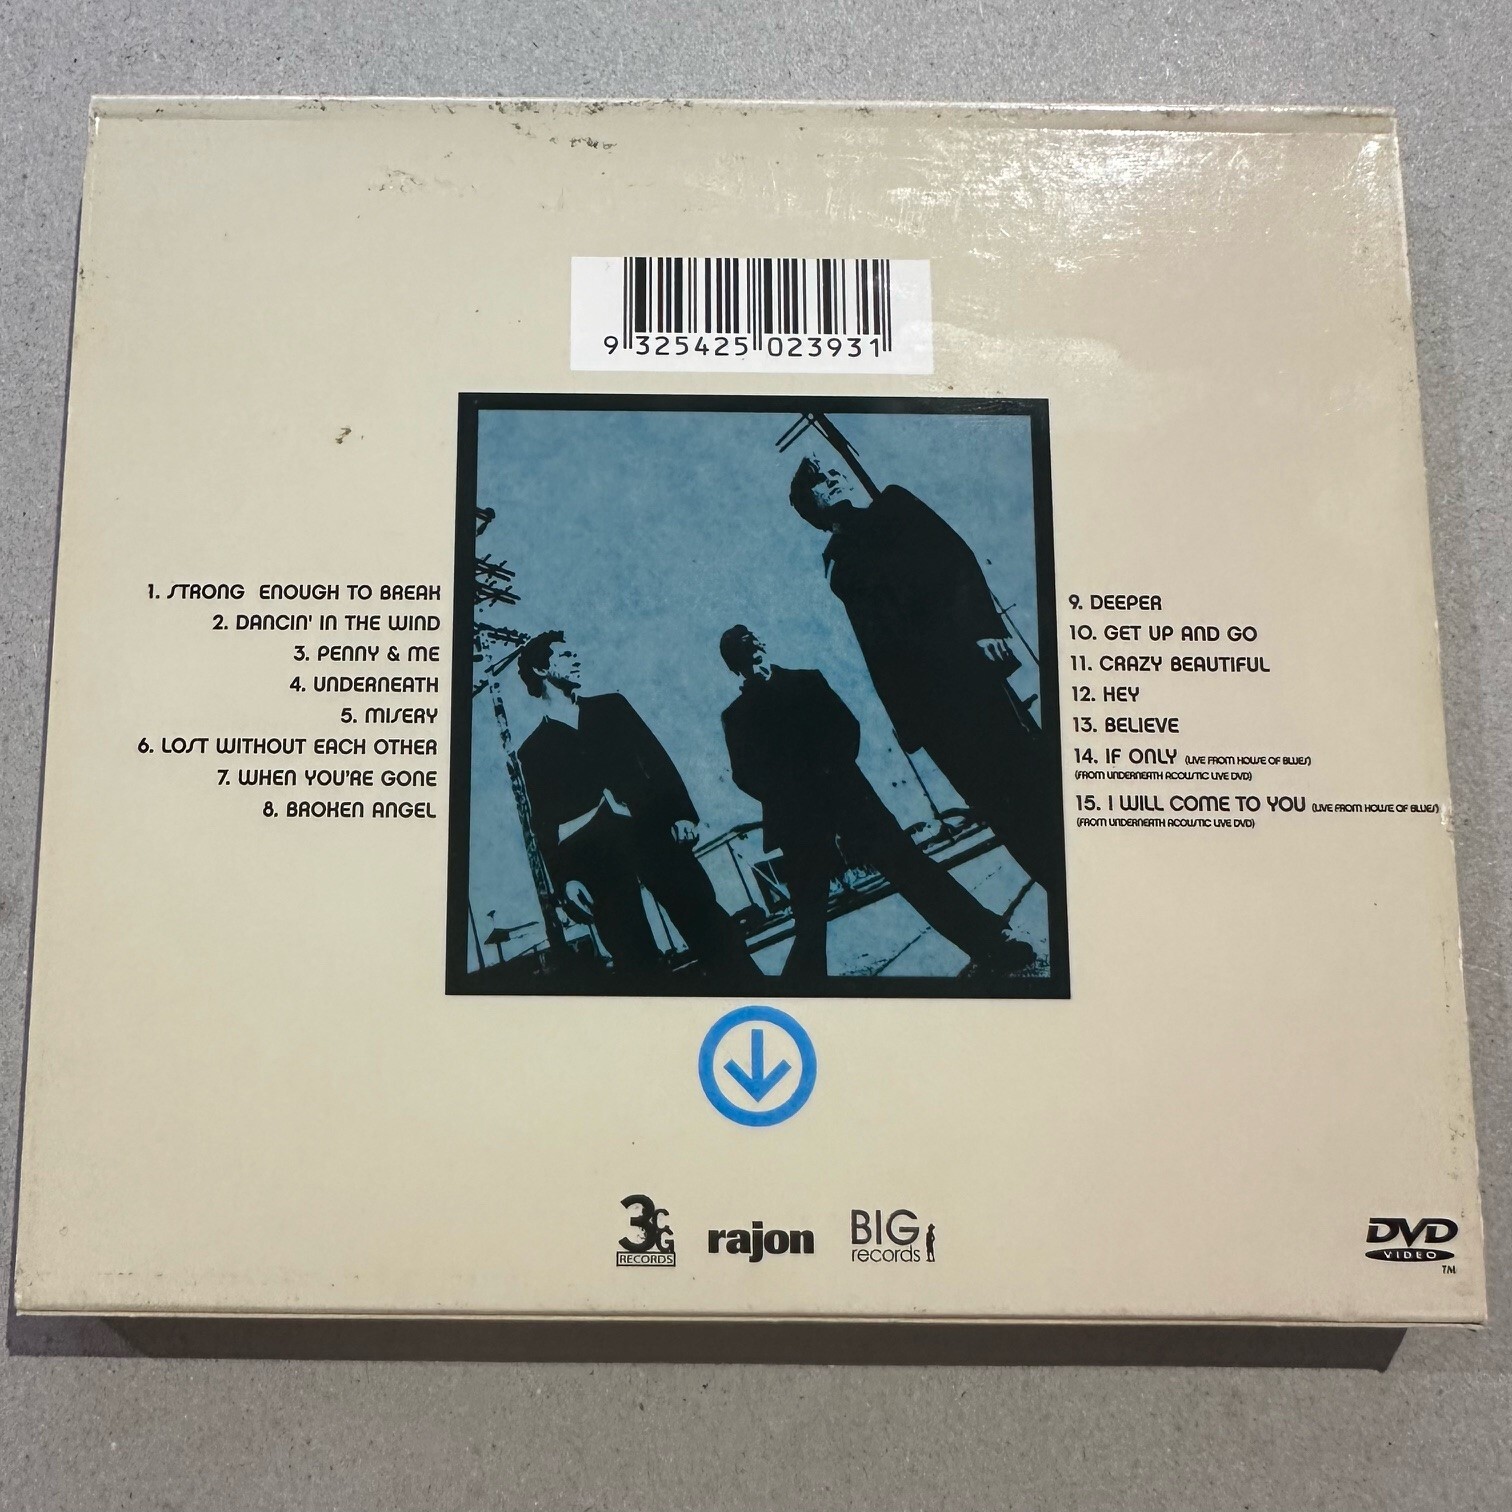 9 325425 023931
1. STRONG ENOUGH TO BREAK
2. DANCIN' IN THE WIND
3. PENNY & ME
4. UNDERNEATH
5. MISERY
6. LOST WITHOUT EACH OTHER
7. WHEN YOU'RE GONE
8. BROKEN ANGEL
9. DEEPER
10. GET UP AND GO
11. CRAZY BEAUTIFUL
12. HEY
13. BELIEVE
14. IF ONLY (LIVE FROM HOUSE OF BLUES)
(FROM UNDERNEATH ACOUSTIC LIVE DVD)
15. I WILL COME TO YOU (LIVE FROM HOUSE OF BLUES)
(FROM UNDERNEATH ACOUSTIC LIVE DVD)
3CG
RECORDS
rajon
BIG
records
DVD
VIDEO
TM